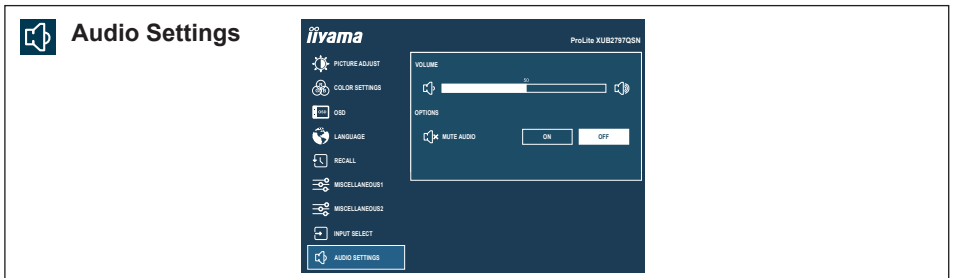 Audio Settings
iiyama
ProLite XUB2797QSN
PICTURE ADJUST
COLOR SETTINGS
OSD
OSD
LANGUAGE
RECALL
MISCELLANEOUS1
MISCELLANEOUS2
INPUT SELECT
AUDIO SETTINGS
VOLUME
50
OPTIONS
MUTE AUDIO
ON
OFF